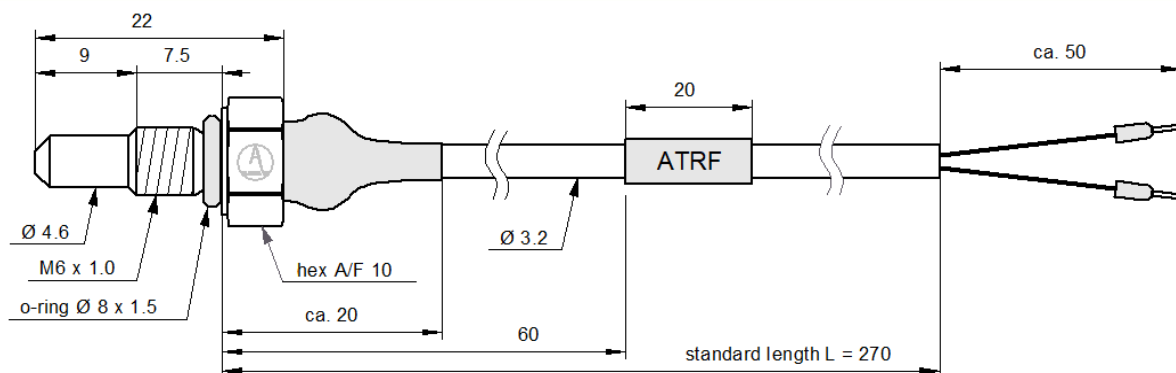 22
9
7.5
ca. 50
20
A
ATRF
Ø 4.6
Ø 3.2
M6 x 1.0
hex A/F 10
o-ring Ø 8 x 1.5
ca. 20
60
standard length L = 270